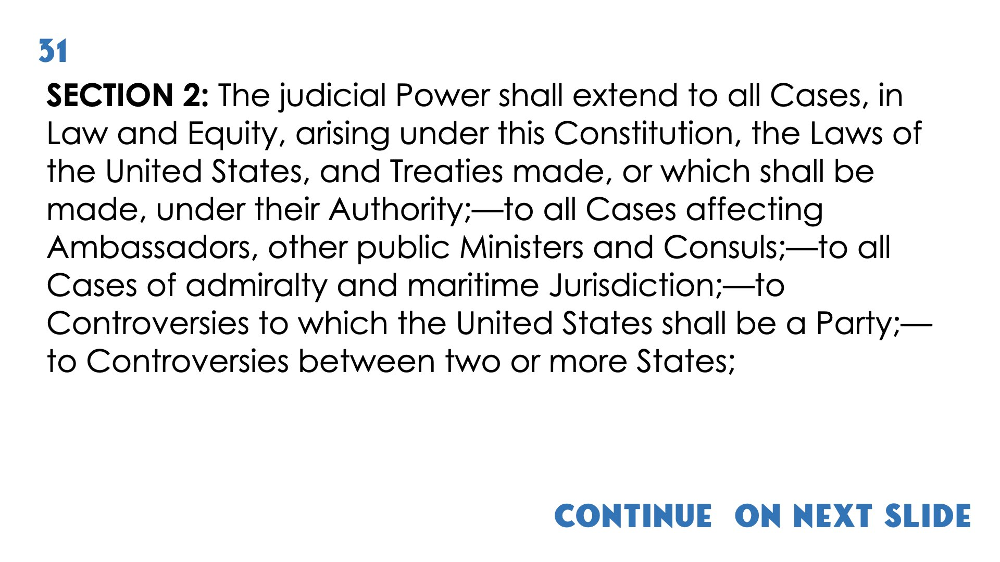 31
SECTION 2: The judicial Power shall extend to all Cases, in
Law and Equity, arising under this Constitution, the Laws of
the United States, and Treaties made, or which shall be
made, under their Authority;—to all Cases affecting
Ambassadors, other public Ministers and Consuls;—to all
Cases of admiralty and maritime Jurisdiction;—to
Controversies to which the United States shall be a Party;—
to Controversies between two or more States;
CONTINUE ON NEXT SLIDE